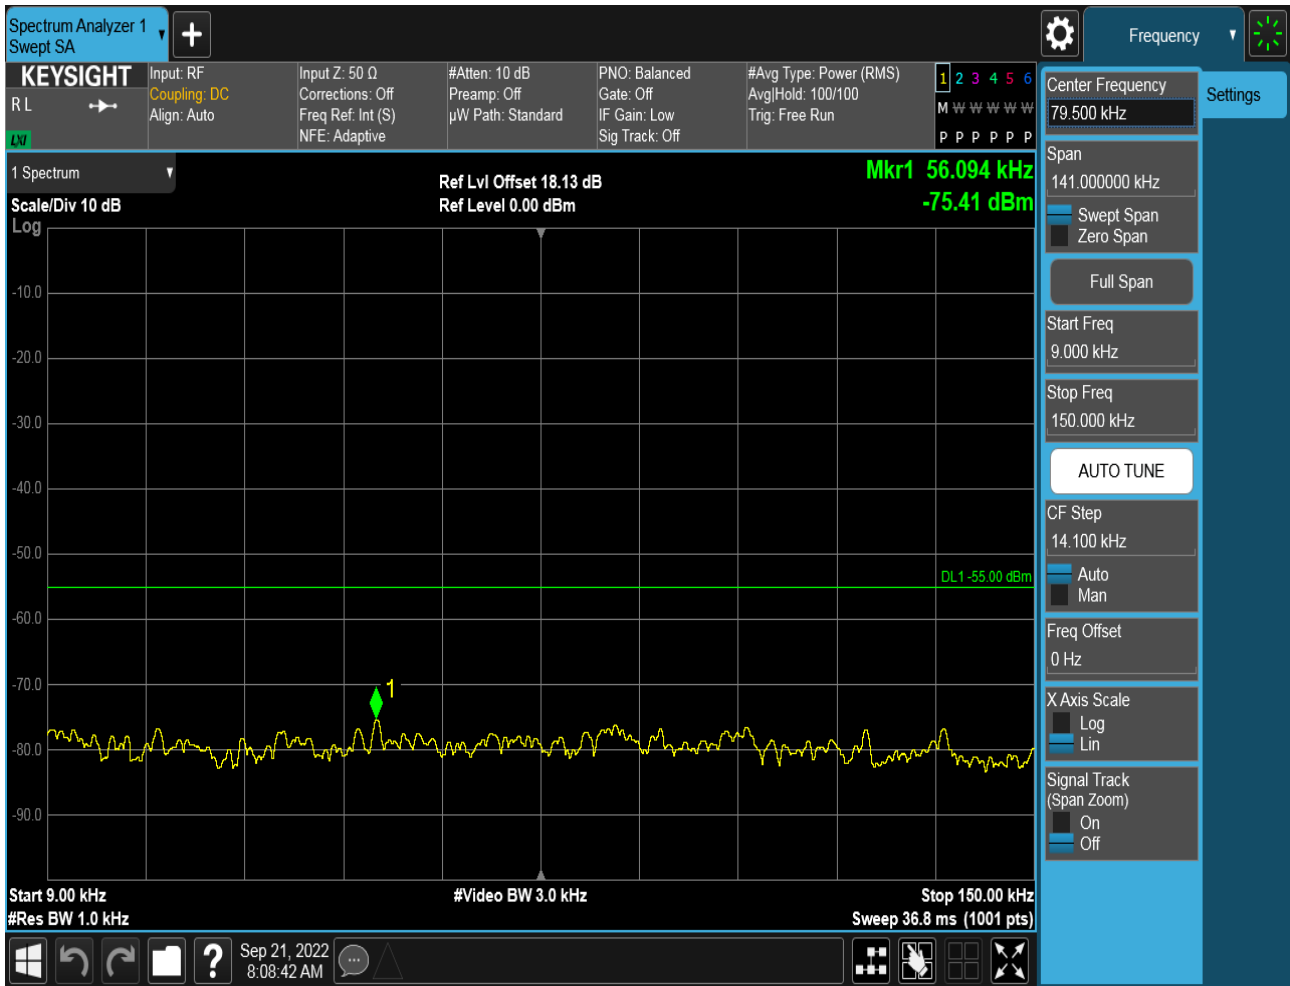 Spectrum Analyzer 1
Swept SA
Frequency
KEYSIGHT
R L
LXI
Input: RF
Coupling: DC
Align: Auto
Input Z: 50 Ω
Corrections: Off
Freq Ref: Int (S)
NFE: Adaptive
#Atten: 10 dB
Preamp: Off
µW Path: Standard
PNO: Balanced
Gate: Off
IF Gain: Low
Sig Track: Off
#Avg Type: Power (RMS)
Avg|Hold: 100/100
Trig: Free Run
1 2 3 4 5 6
M W W W W W
P P P P P P
1 Spectrum
Scale/Div 10 dB
Log
Ref Lvl Offset 18.13 dB
Ref Level 0.00 dBm
Mkr1 56.094 kHz
-75.41 dBm
-10.0
-20.0
-30.0
-40.0
-50.0
DL1 -55.00 dBm
-60.0
-70.0
1
-80.0
-90.0
Start 9.00 kHz
#Res BW 1.0 kHz
#Video BW 3.0 kHz
Stop 150.00 kHz
Sweep 36.8 ms (1001 pts)
Center Frequency
79.500 kHz
Settings
Span
141.000000 kHz
Swept Span
Zero Span
Full Span
Start Freq
9.000 kHz
Stop Freq
150.000 kHz
AUTO TUNE
CF Step
14.100 kHz
Auto
Man
Freq Offset
0 Hz
X Axis Scale
Log
Lin
Signal Track
(Span Zoom)
On
Off
?
Sep 21, 2022
8:08:42 AM